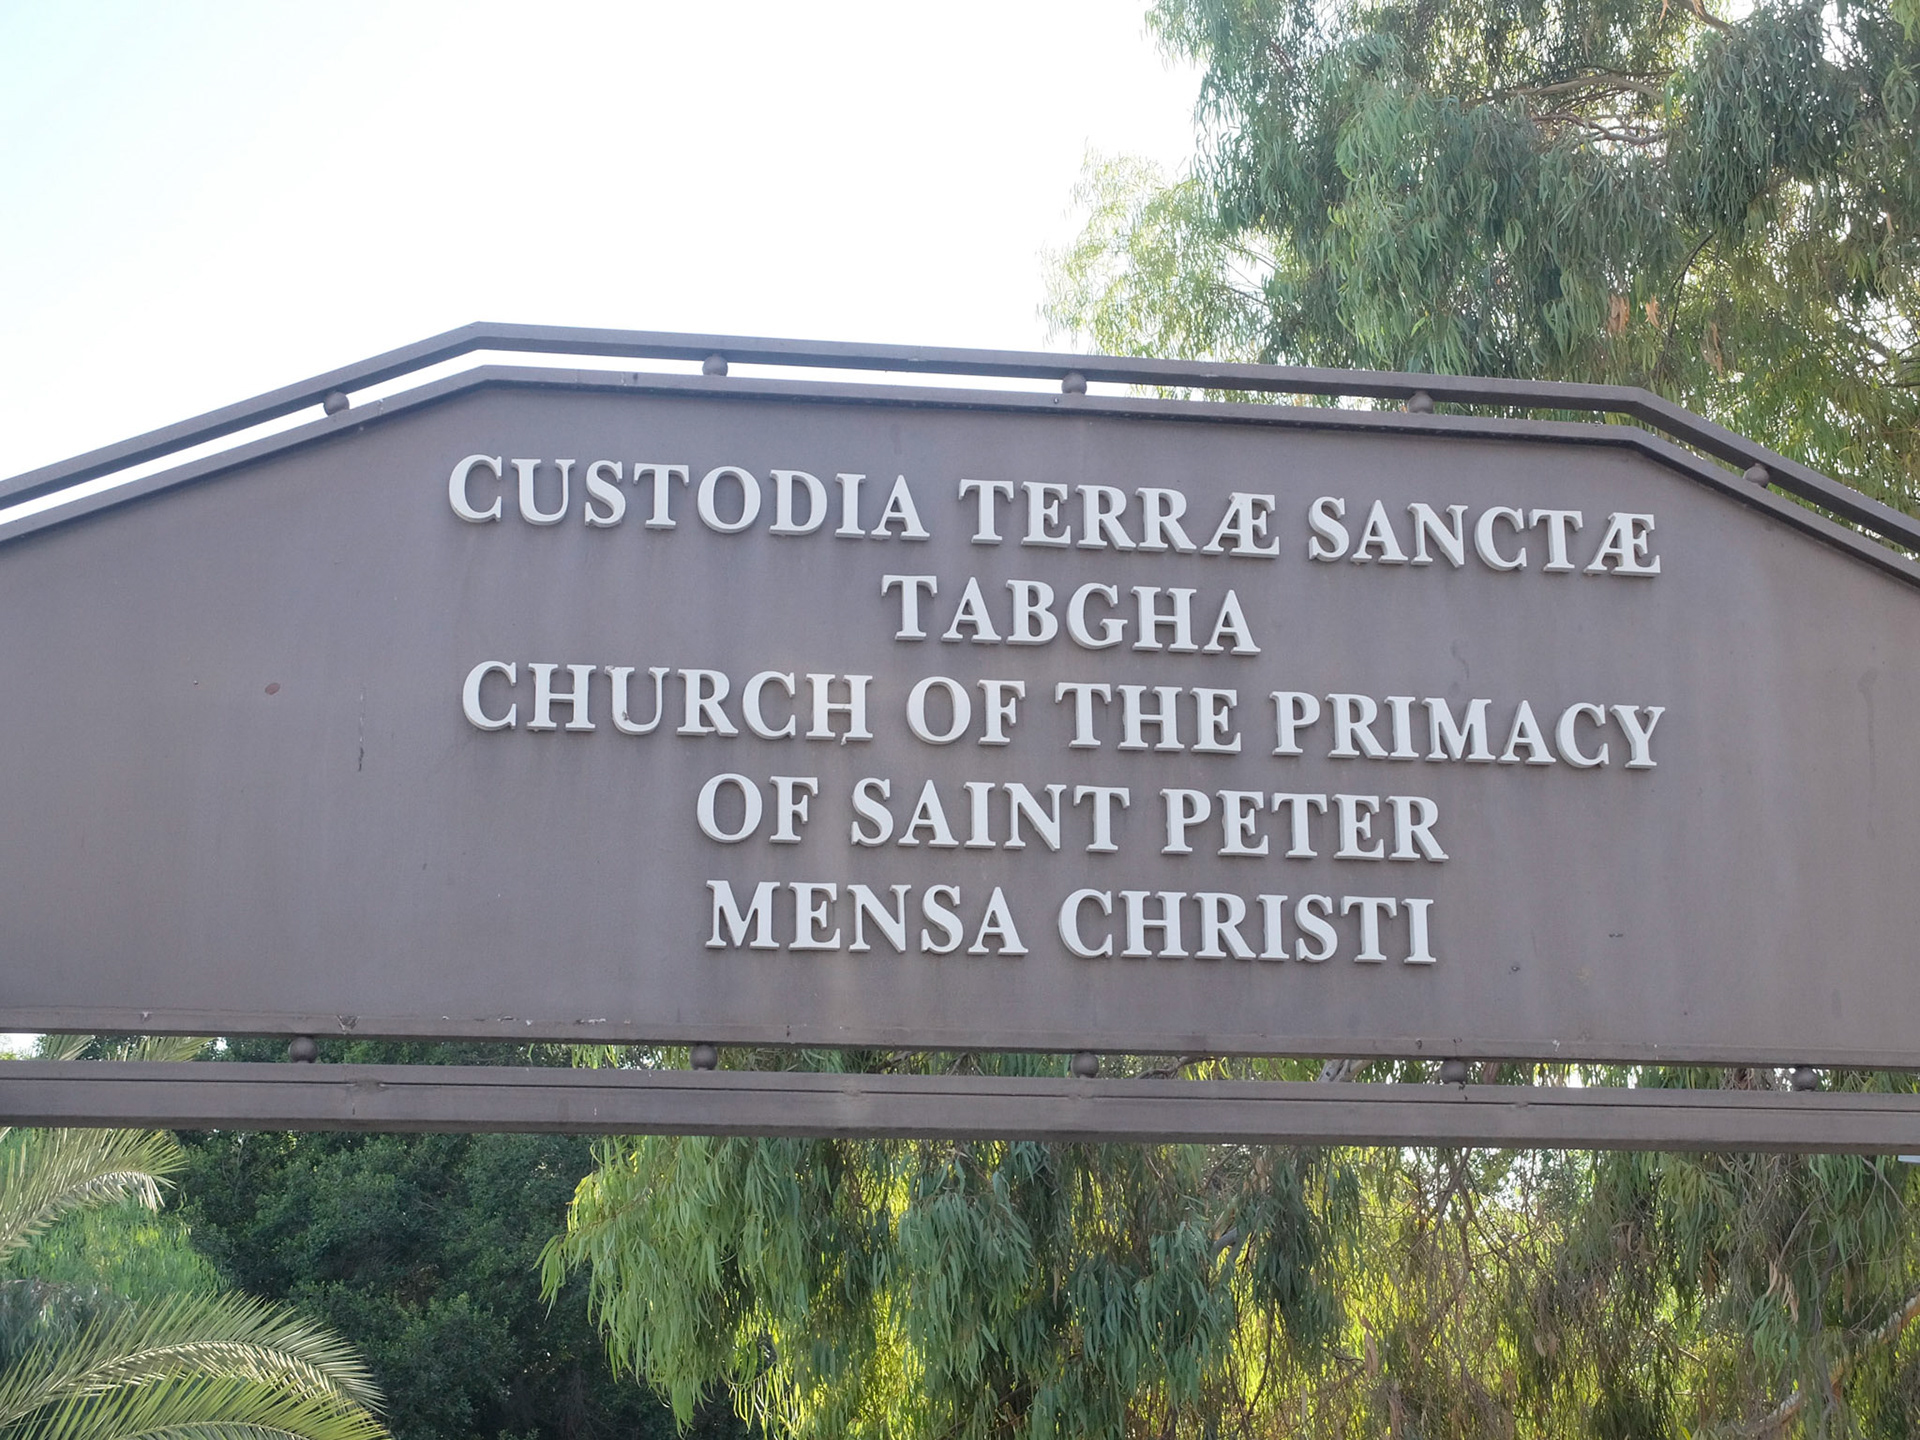 CUSTODIA TERRÆ SANCTÆ
TABGHA
CHURCH OF THE PRIMACY
OF SAINT PETER
MENSA CHRISTI